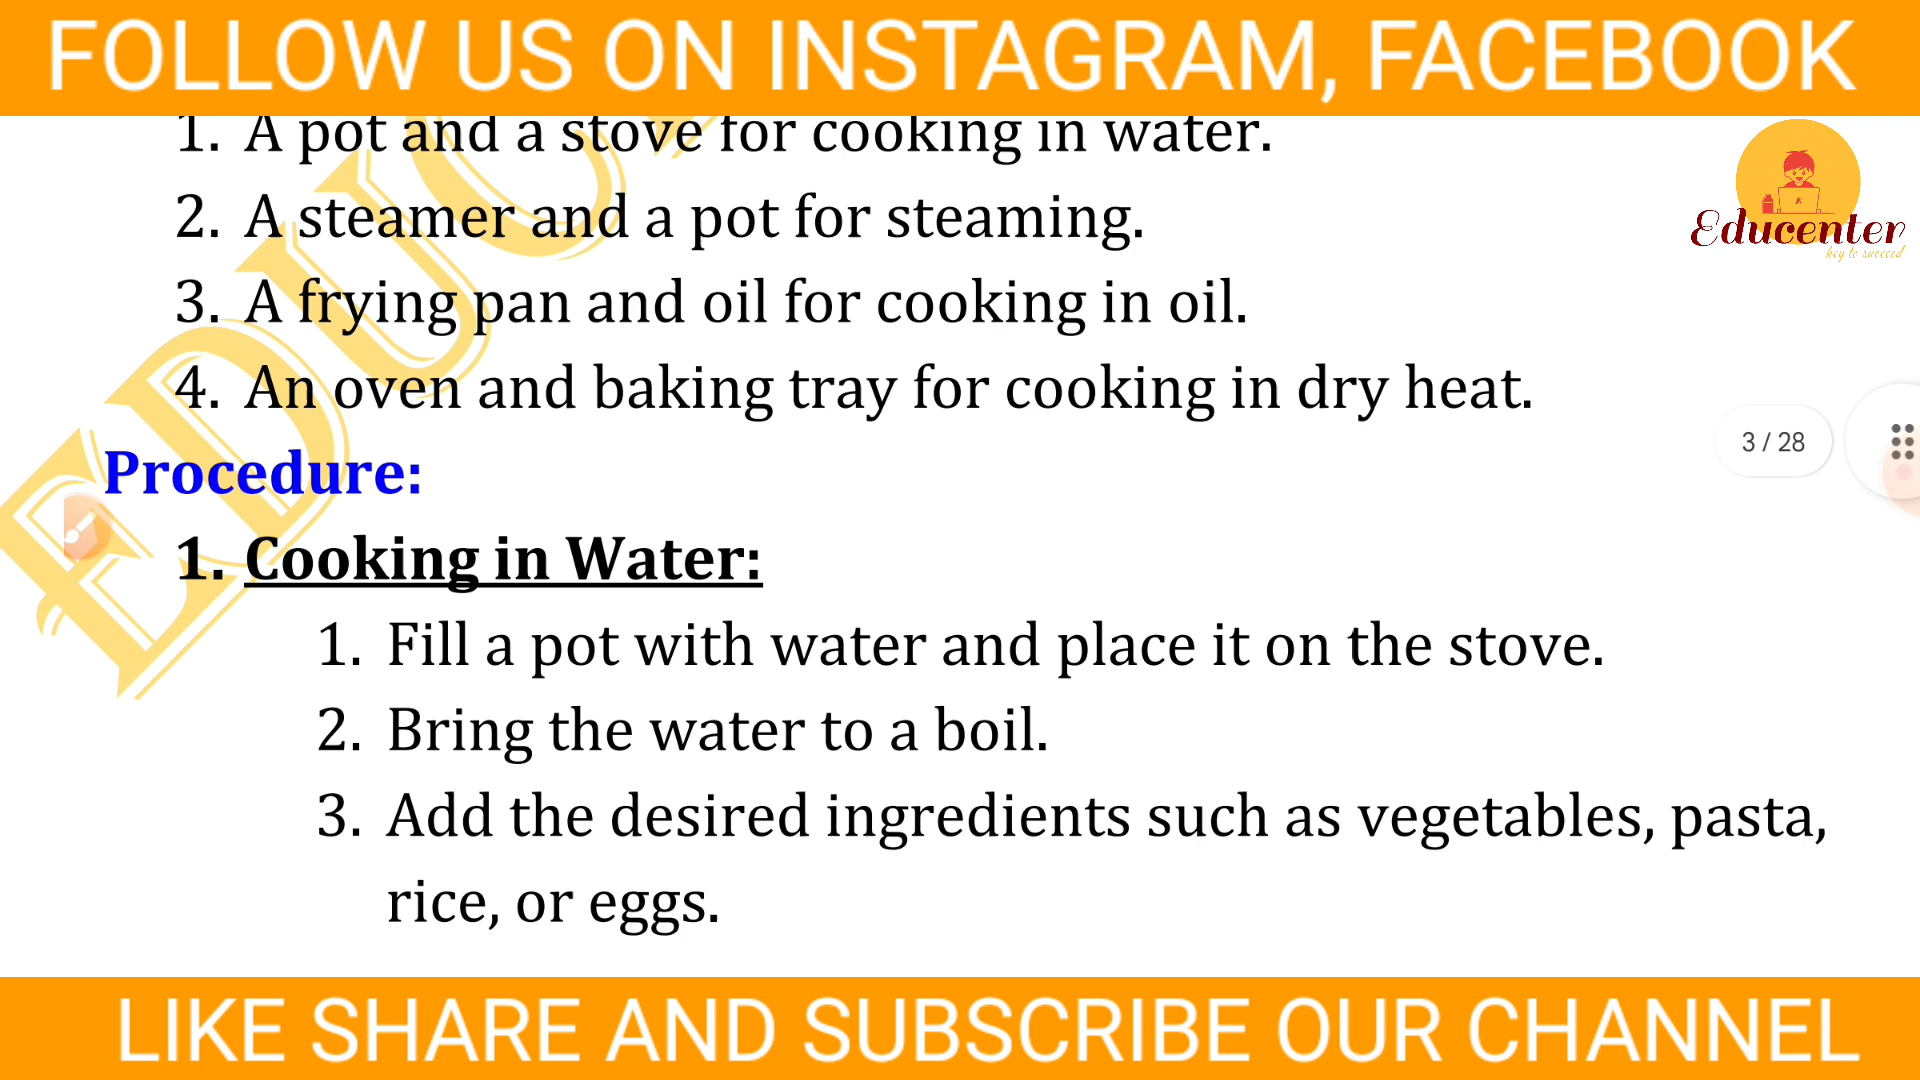 FOLLOW US ON INSTAGRAM, FACEBOOK
1. A pot and a stove for cooking in water.
2. A steamer and a pot for steaming.
3. A frying pan and oil for cooking in oil.
4. An oven and baking tray for cooking in dry heat.
Procedure:
1. Cooking in Water:
1. Fill a pot with water and place it on the stove.
2. Bring the water to a boil.
3. Add the desired ingredients such as vegetables, pasta,
rice, or eggs.
Educenter
key to succeed
3 / 28
EDUC
LIKE SHARE AND SUBSCRIBE OUR CHANNEL